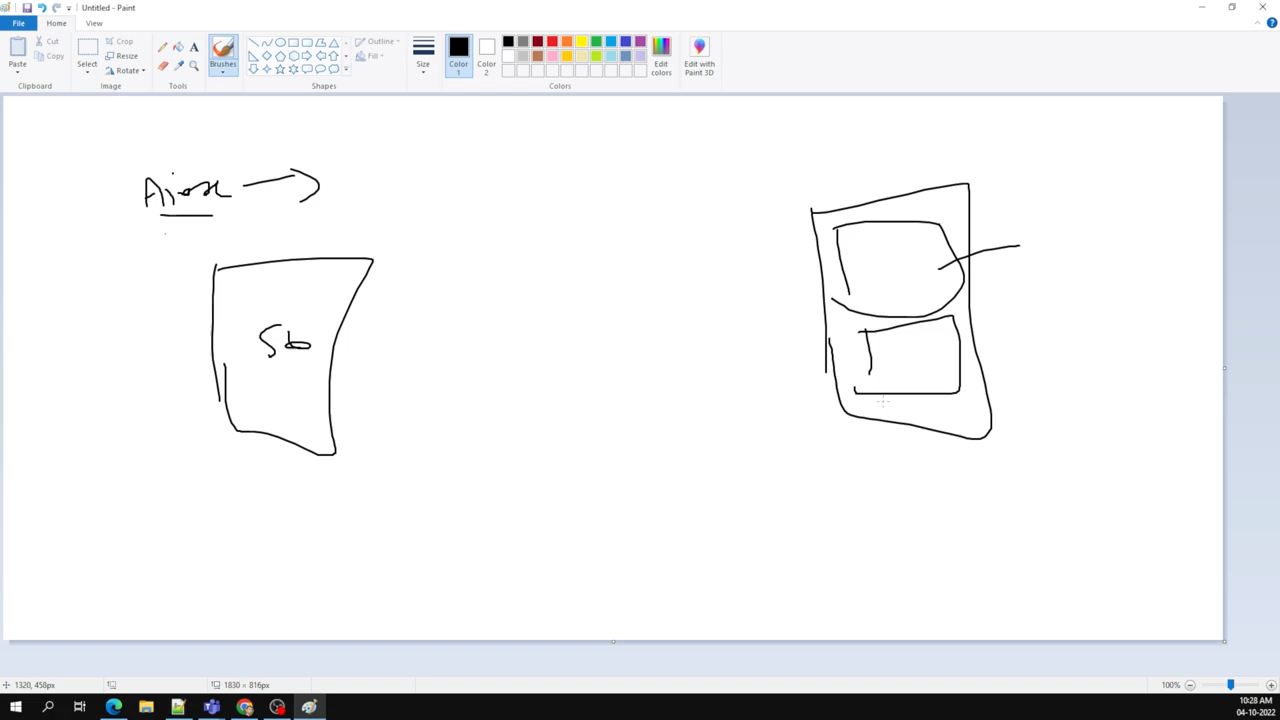 Untitled - Paint
File
Home
View
Paste
Cut
Copy
Clipboard
Select
Crop
Resize
Rotate
Image
Tools
Brushes
Shapes
Outline
Fill
Size
Color 1
Color 2
Edit colors
Colors
Edit with Paint 3D
1320, 458px
1830 × 816px
100%
10:28 AM
04-10-2022